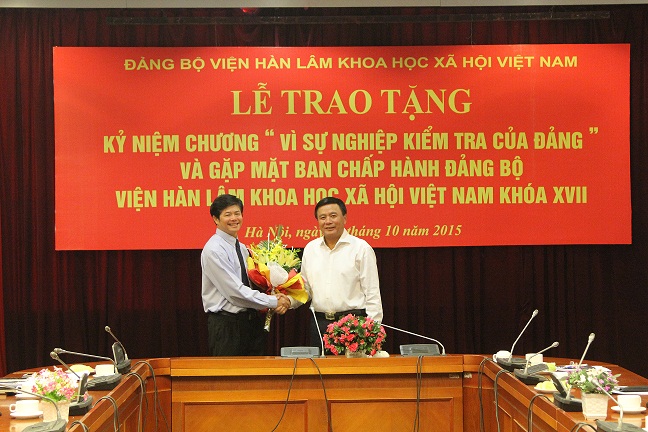 ĐẢNG BỘ VIỆN HÀN LÂM KHOA HỌC XÃ HỘI VIỆT NAM
LỄ TRAO TẶNG
KỶ NIỆM CHƯƠNG “ VÌ SỰ NGHIỆP KIỂM TRA CỦA ĐẢNG ”
VÀ GẶP MẶT BAN CHẤP HÀNH ĐẢNG BỘ
VIỆN HÀN LÂM KHOA HỌC XÃ HỘI VIỆT NAM KHÓA XVII
Hà Nội, ngày tháng 10 năm 2015